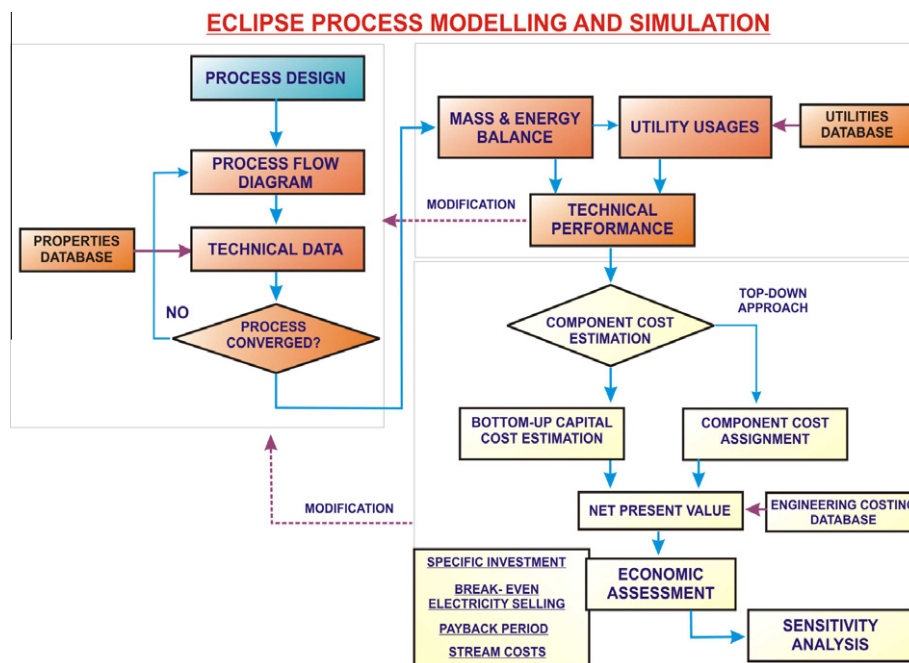 ECLIPSE PROCESS MODELLING AND SIMULATION
PROCESS DESIGN
PROCESS FLOW
DIAGRAM
PROPERTIES
DATABASE
TECHNICAL DATA
NO
PROCESS
CONVERGED?
MASS & ENERGY
BALANCE
UTILITY USAGES
UTILITIES
DATABASE
MODIFICATION
TECHNICAL
PERFORMANCE
TOP-DOWN
APPROACH
COMPONENT COST
ESTIMATION
BOTTOM-UP CAPITAL
COST ESTIMATION
COMPONENT COST
ASSIGNMENT
MODIFICATION
NET PRESENT VALUE
ENGINEERING COSTING
DATABASE
SPECIFIC INVESTMENT
BREAK- EVEN
ELECTRICITY SELLING
PAYBACK PERIOD
STREAM COSTS
ECONOMIC
ASSESSMENT
SENSITIVITY
ANALYSIS